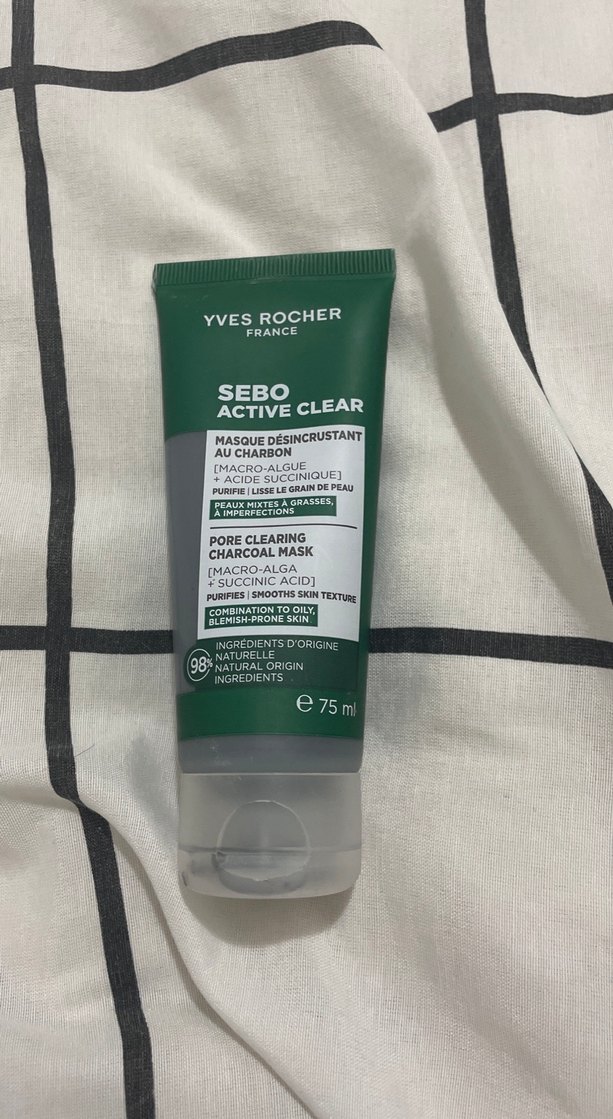 YVES ROCHER
FRANCE
SEBO
ACTIVE CLEAR
MASQUE DÉSINCRUSTANT
AU CHARBON
[MACRO-ALGUE
+ ACIDE SUCCINIQUE]
PURIFIE | LISSE LE GRAIN DE PEAU
PEAUX MIXTES À GRASSES,
À IMPERFECTIONS
PORE CLEARING
CHARCOAL MASK
[MACRO-ALGA
+ SUCCINIC ACID]
PURIFIES | SMOOTHS SKIN TEXTURE
COMBINATION TO OILY,
BLEMISH-PRONE SKIN
98%
INGRÉDIENTS D'ORIGINE
NATURELLE
NATURAL ORIGIN
INGREDIENTS
℮ 75 ml